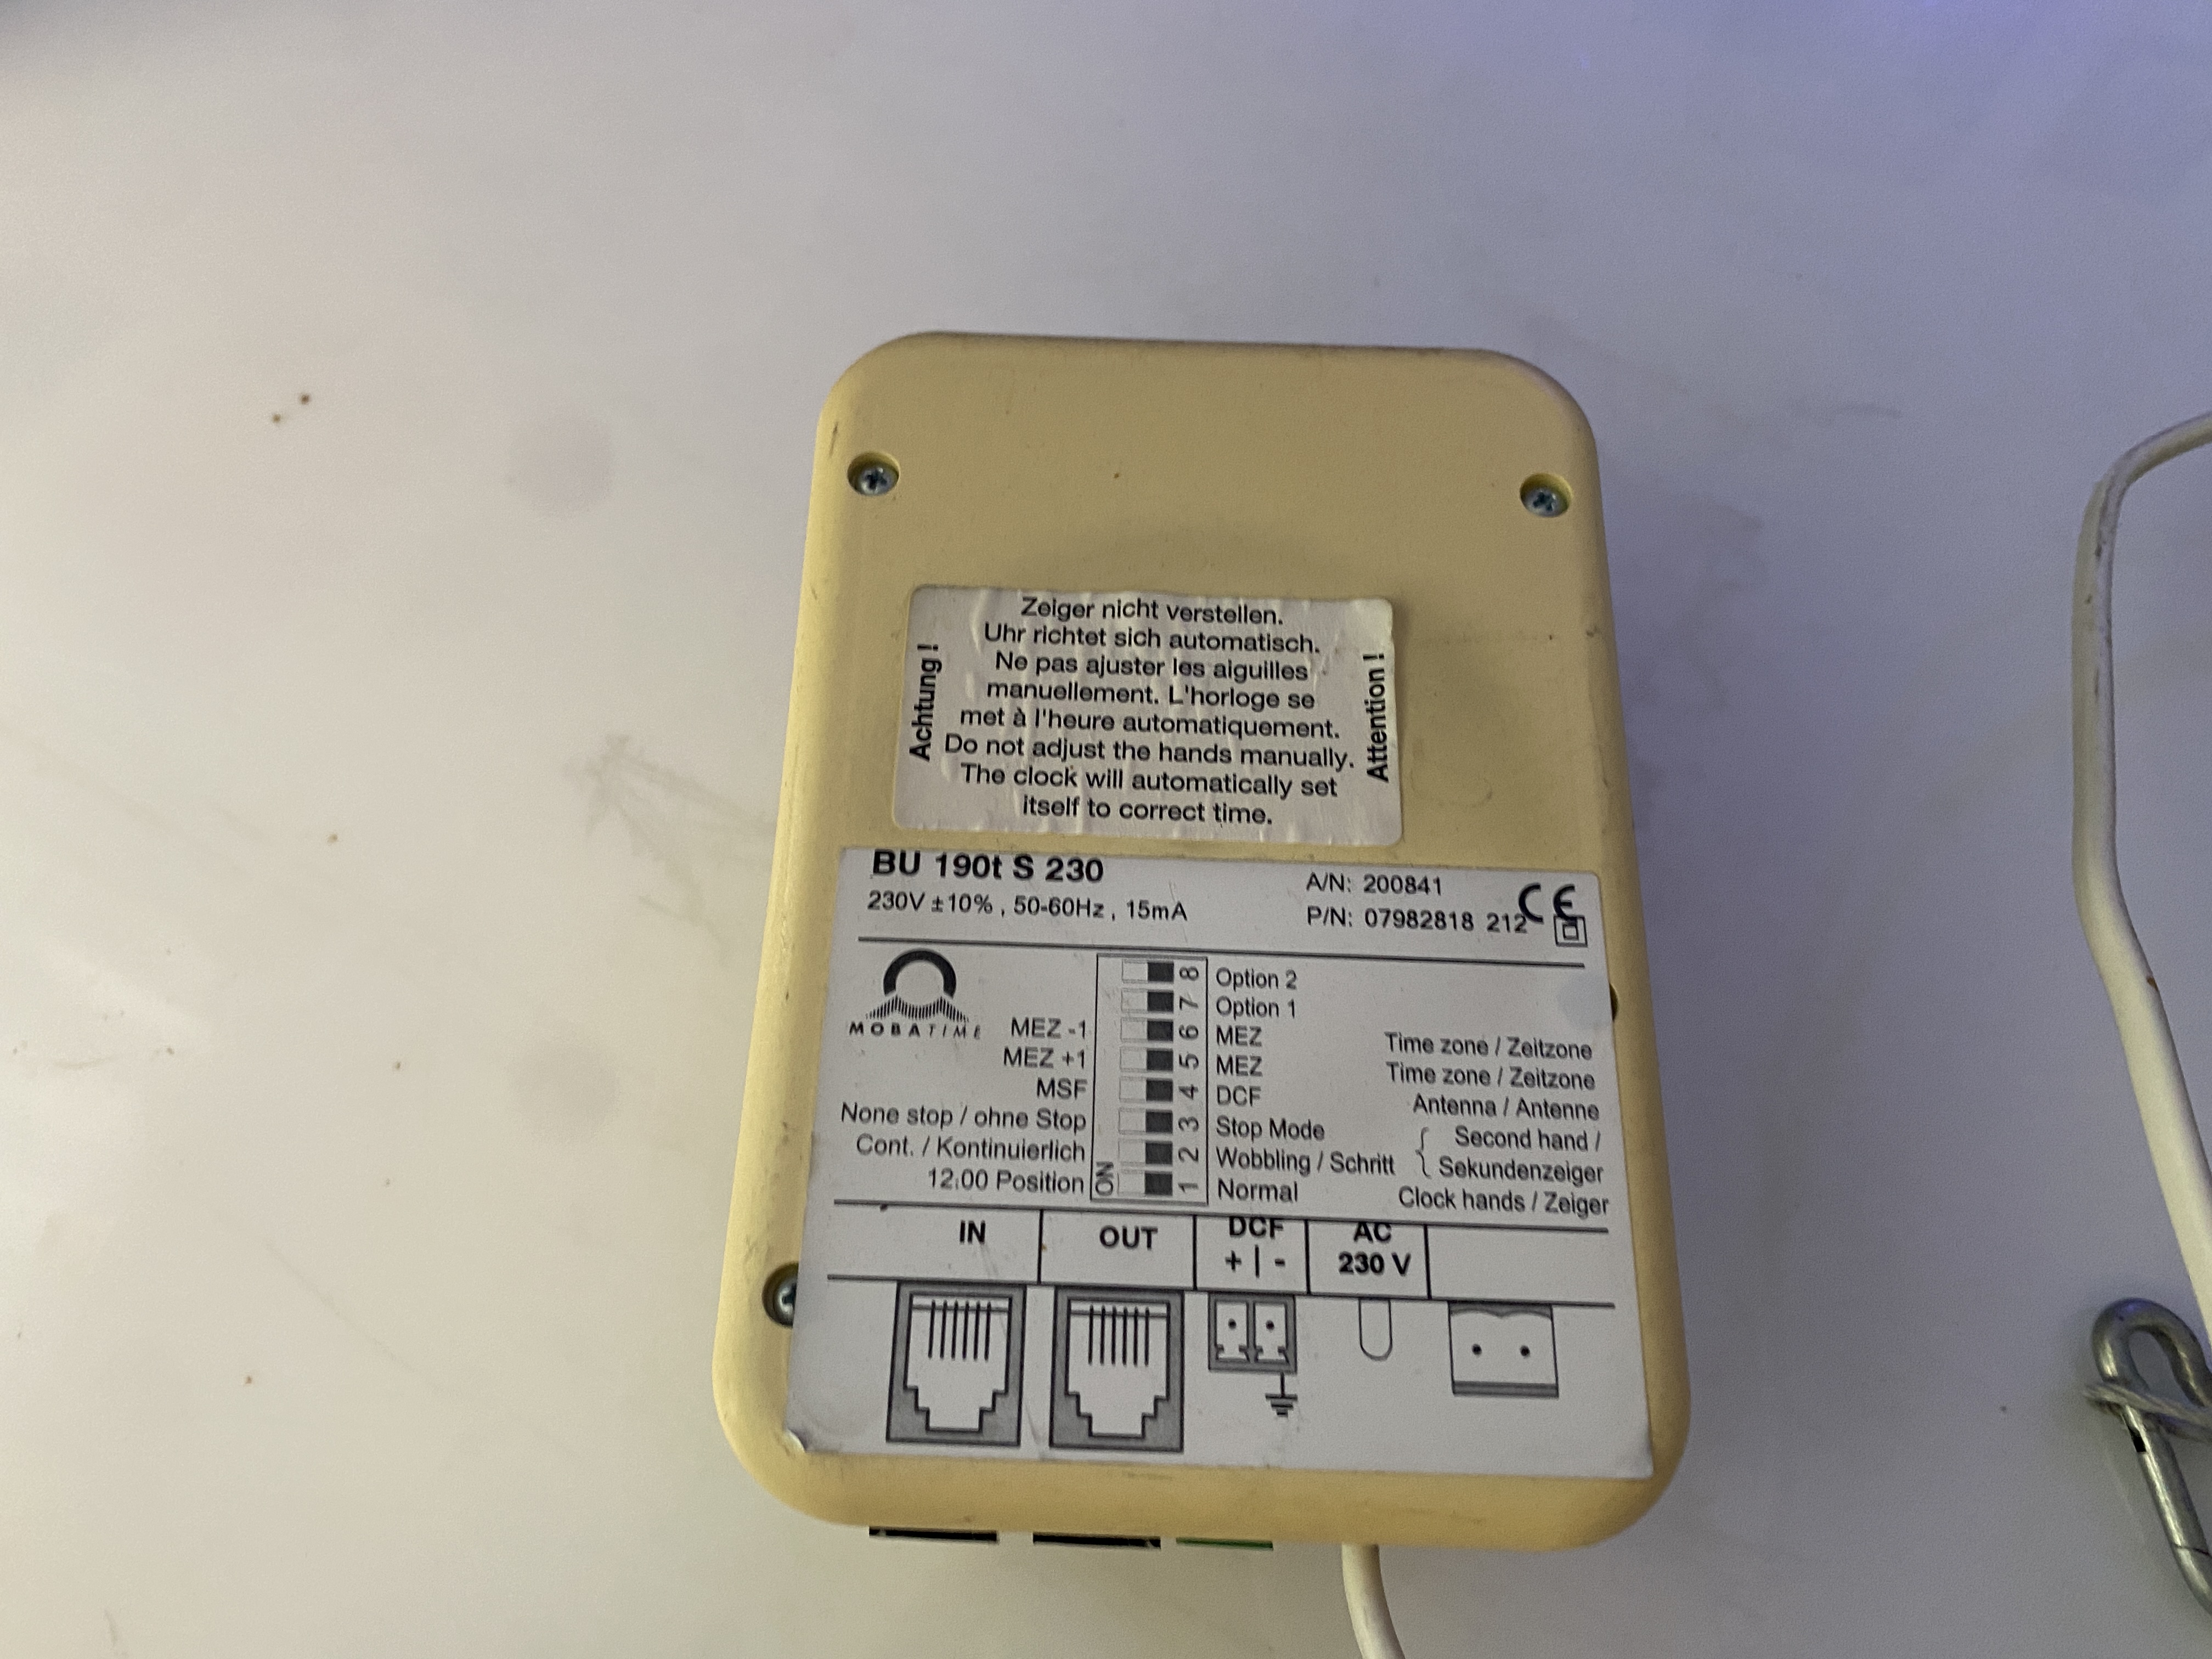 Achtung !
Zeiger nicht verstellen.
Uhr richtet sich automatisch.
Ne pas ajuster les aiguilles
manuellement. L'horloge se
met à l'heure automatiquement.
Do not adjust the hands manually.
The clock will automatically set
itself to correct time.
Attention !
BU 190t S 230
230V ±10% , 50-60Hz , 15mA
A/N: 200841
P/N: 07982818 212
CE
MOBATIME
8 Option 2
7 Option 1
MEZ -1 6 MEZ Time zone / Zeitzone
MEZ +1 5 MEZ Time zone / Zeitzone
MSF 4 DCF Antenna / Antenne
None stop / ohne Stop 3 Stop Mode Second hand /
Cont. / Kontinuierlich 2 Wobbling / Schritt Sekundenzeiger
12:00 Position ON 1 Normal Clock hands / Zeiger
IN OUT DCF AC
+ | - 230 V